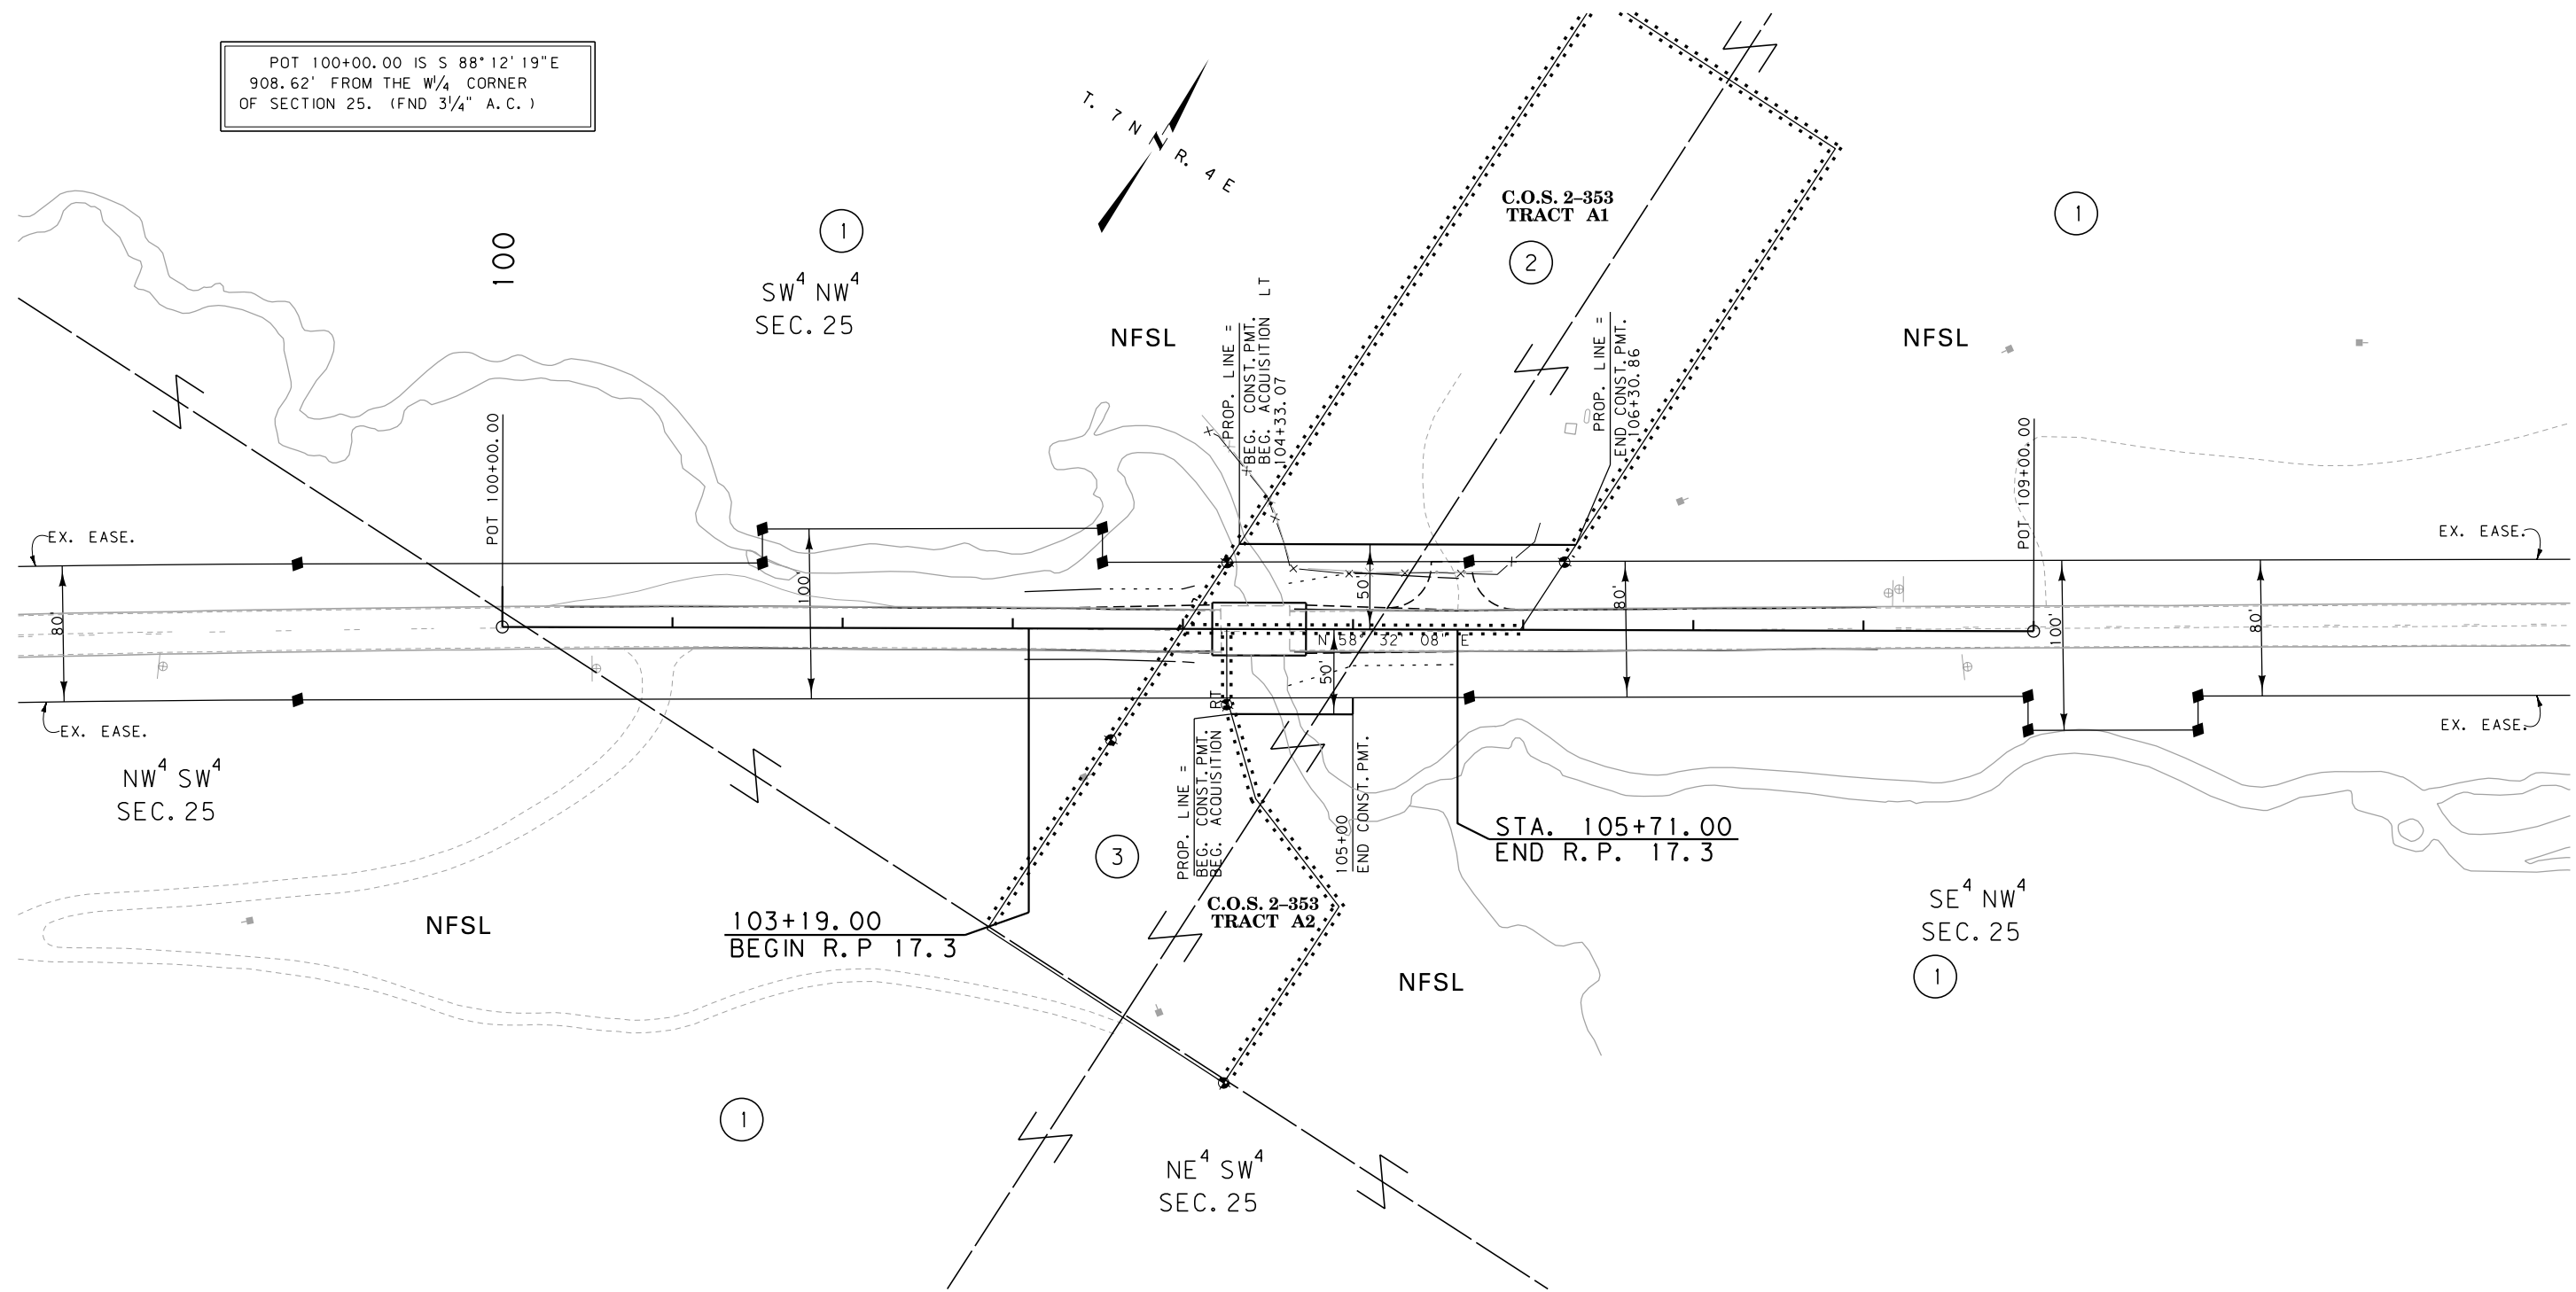 POT 100+00.00 IS S 88°12'19"E
908.62' FROM THE W1/4 CORNER
OF SECTION 25. (FND 3 1/4" A.C.)
T. 7 N
N
R. 4 E
100
1
SW4 NW4
SEC. 25
NFSL
C.O.S. 2–353
TRACT A1
2
1
NFSL
PROP. LINE =
BEG. CONST. PMT.
BEG. ACQUISITION LT
104+33.07
PROP. LINE =
END CONST. PMT.
106+30.86
POT 100+00.00
POT 109+00.00
EX. EASE.
EX. EASE.
80'
100'
50'
80'
100'
80'
N 58° 32' 08" E
50'
EX. EASE.
EX. EASE.
NW4 SW4
SEC. 25
PROP. LINE =
BEG. CONST. PMT.
BEG. ACQUISITION RT
105+00
END CONST. PMT.
STA. 105+71.00
END R.P. 17.3
3
C.O.S. 2–353
TRACT A2
103+19.00
BEGIN R.P 17.3
NFSL
SE4 NW4
SEC. 25
1
NFSL
1
NE4 SW4
SEC. 25